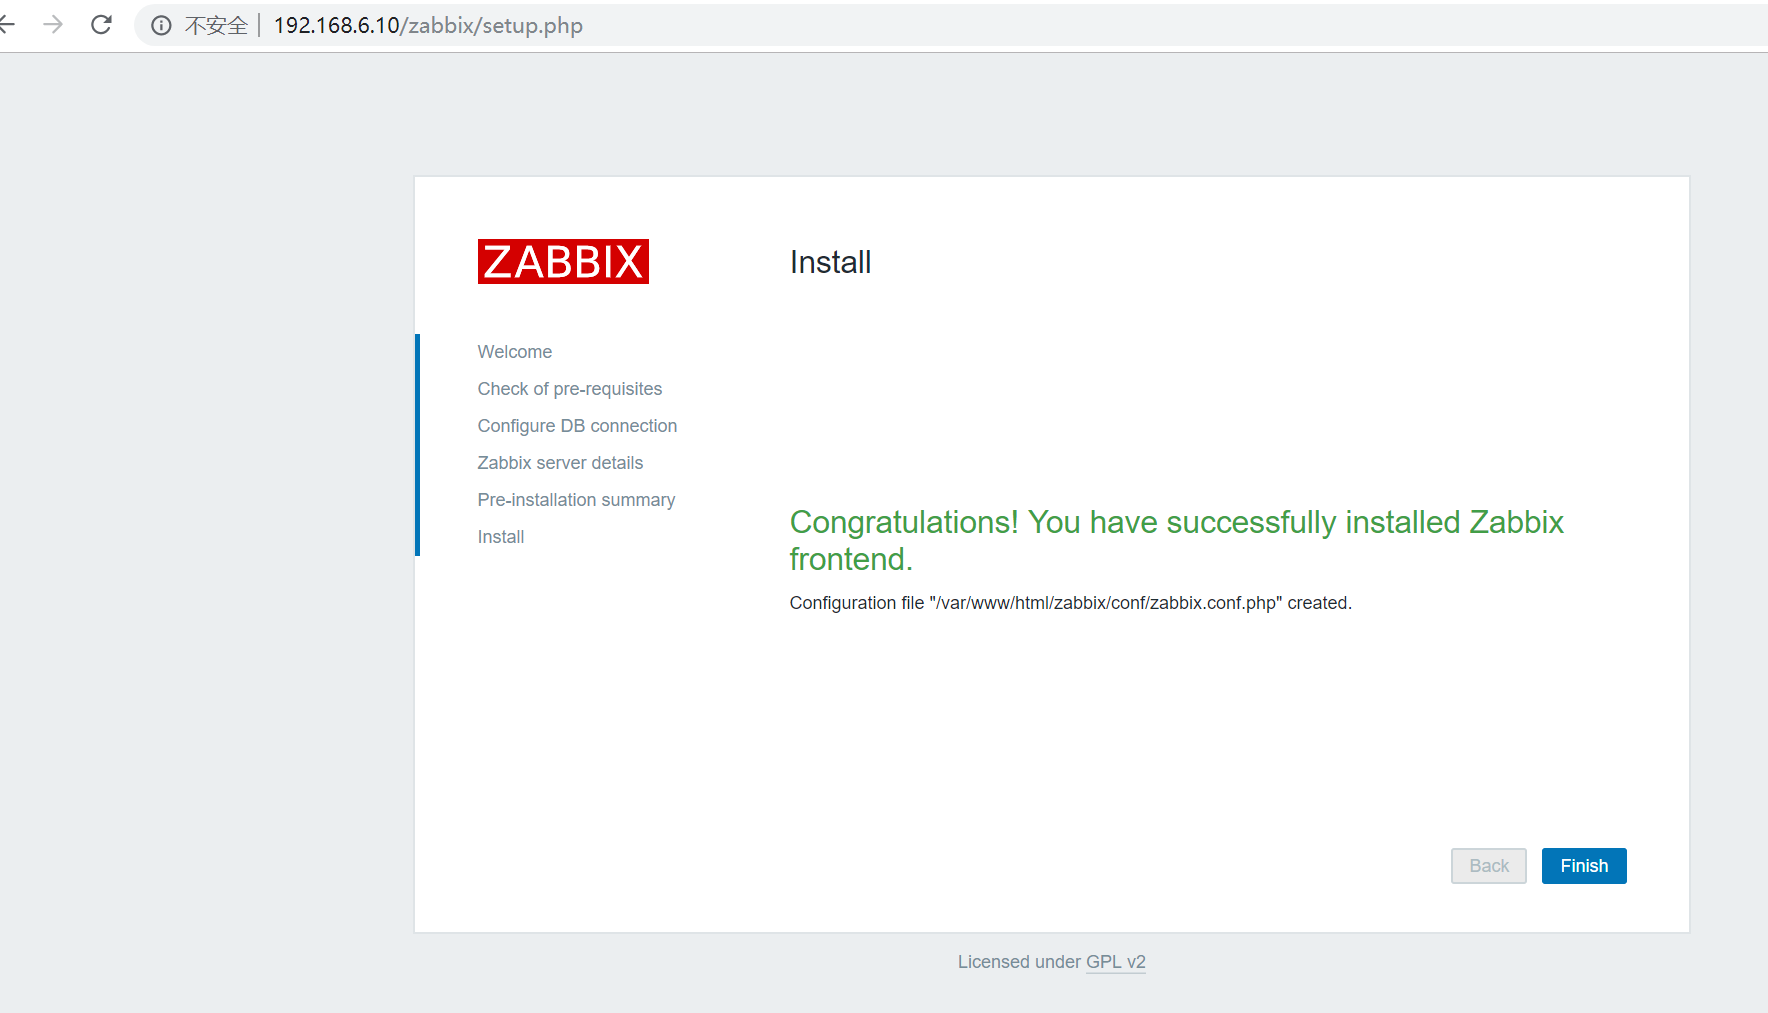 不安全 192.168.6.10/zabbix/setup.php
ZABBIX
Install
Welcome
Check of pre-requisites
Configure DB connection
Zabbix server details
Pre-installation summary
Install
Congratulations! You have successfully installed Zabbix
frontend.
Configuration file "/var/www/html/zabbix/conf/zabbix.conf.php" created.
Back Finish
Licensed under GPL v2